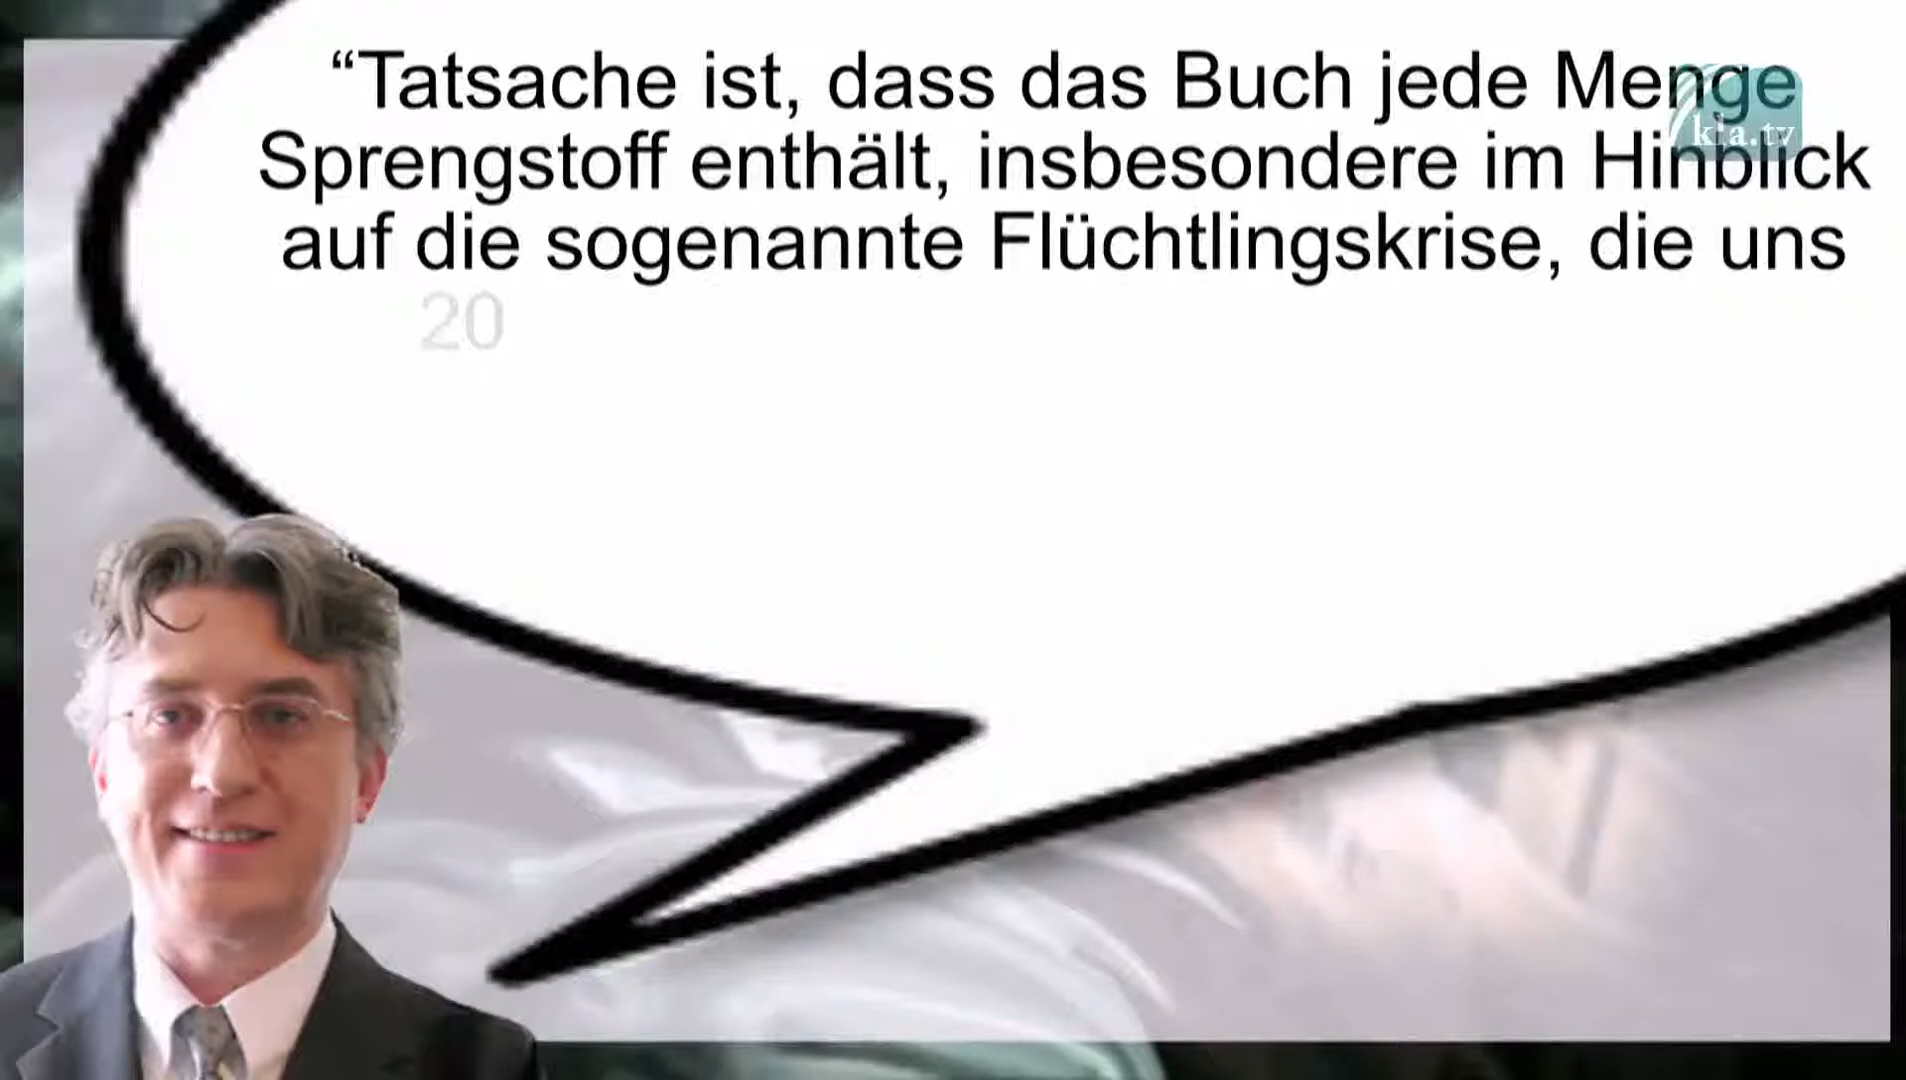 “Tatsache ist, dass das Buch jede Menge
Sprengstoff enthält, insbesondere im Hinblick
auf die sogenannte Flüchtlingskrise, die uns
20
kla.tv